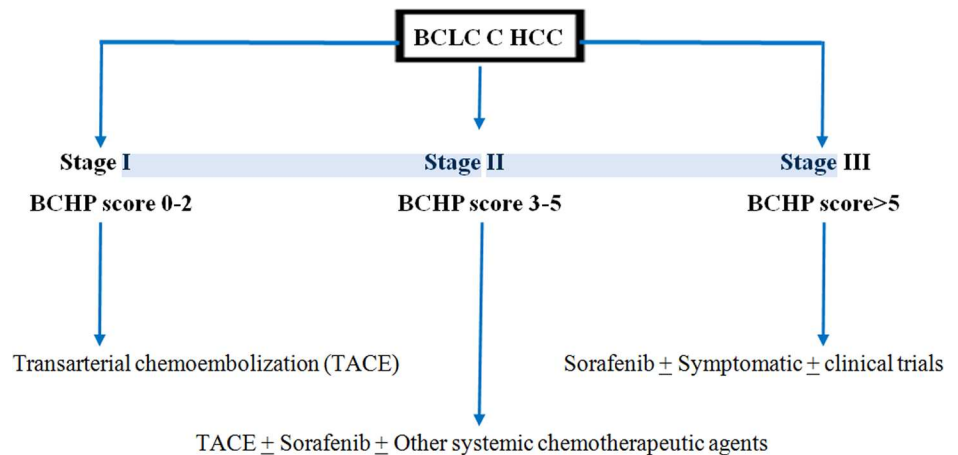 BCLC C HCC
Stage I
Stage II
Stage III
BCHP score 0-2
BCHP score 3-5
BCHP score>5
Transarterial chemoembolization (TACE)
Sorafenib ± Symptomatic ± clinical trials
TACE ± Sorafenib ± Other systemic chemotherapeutic agents